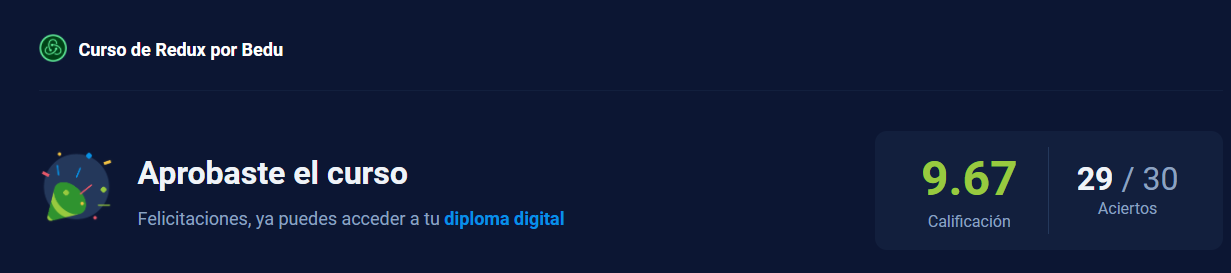 Curso de Redux por Bedu
Aprobaste el curso
Felicitaciones, ya puedes acceder a tu diploma digital
9.67
Calificación
29 / 30
Aciertos